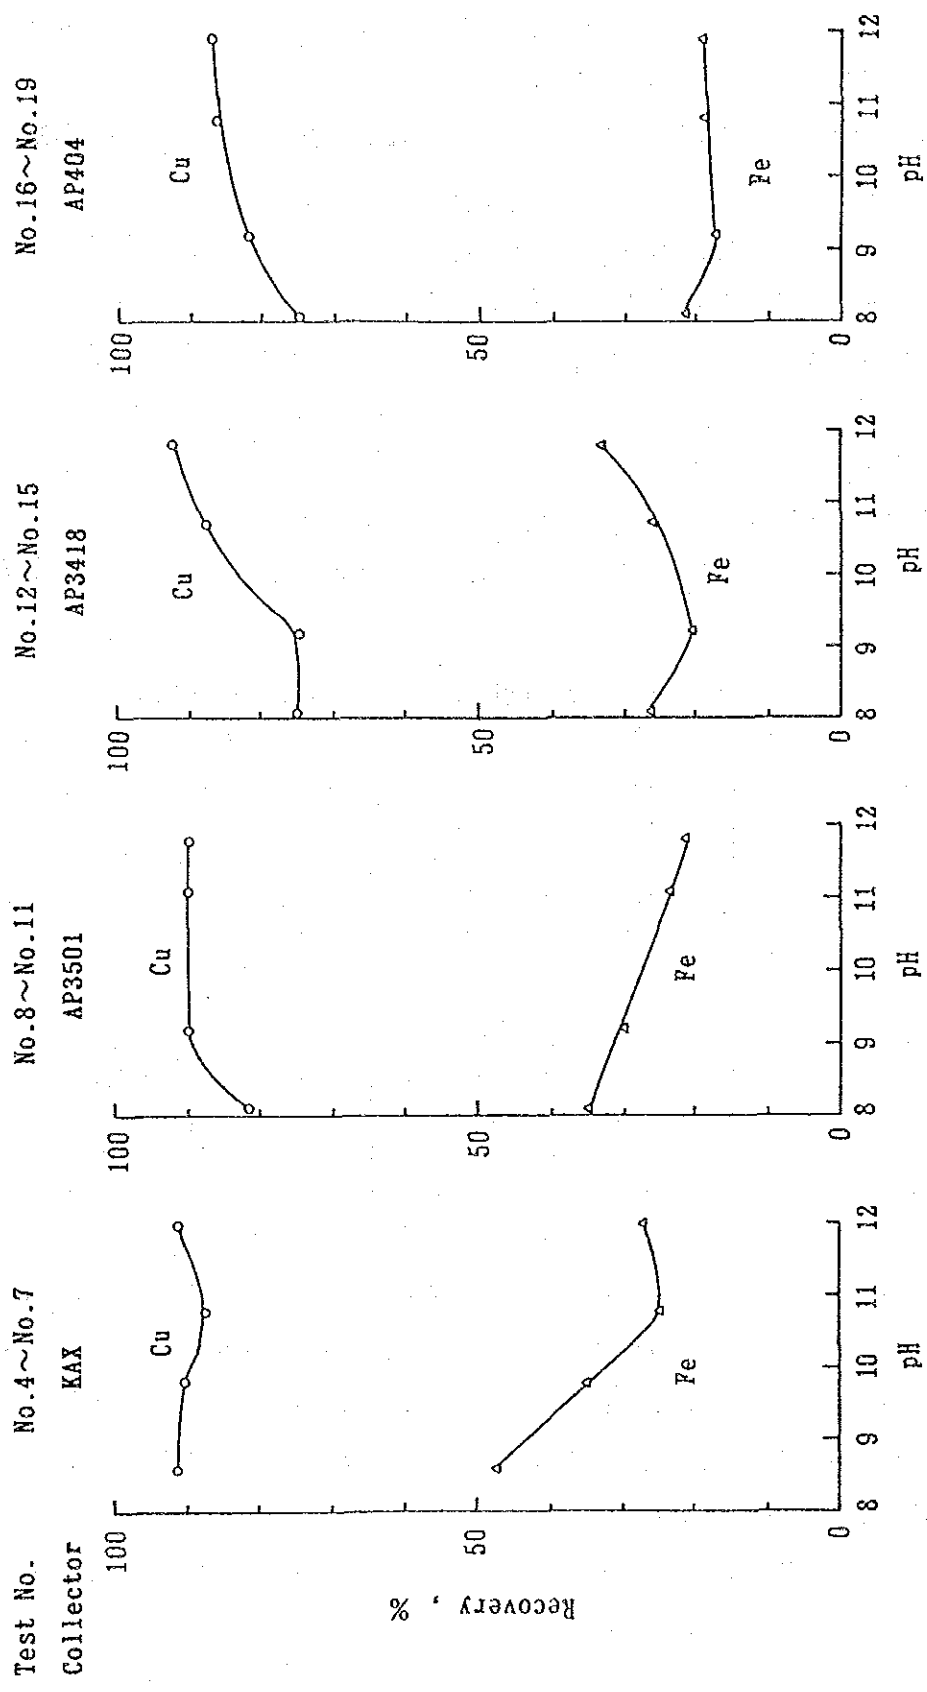 Test No. No.4～No.7 No.8～No.11 No.12～No.15 No.16～No.19
Collector KAX AP3501 AP3418 AP404
Recovery , %
100
50
0
Cu
Fe
8 9 10 11 12
pH
100
50
0
Cu
Fe
8 9 10 11 12
pH
100
50
0
Cu
Fe
8 9 10 11 12
pH
100
50
0
Cu
Fe
8 9 10 11 12
pH